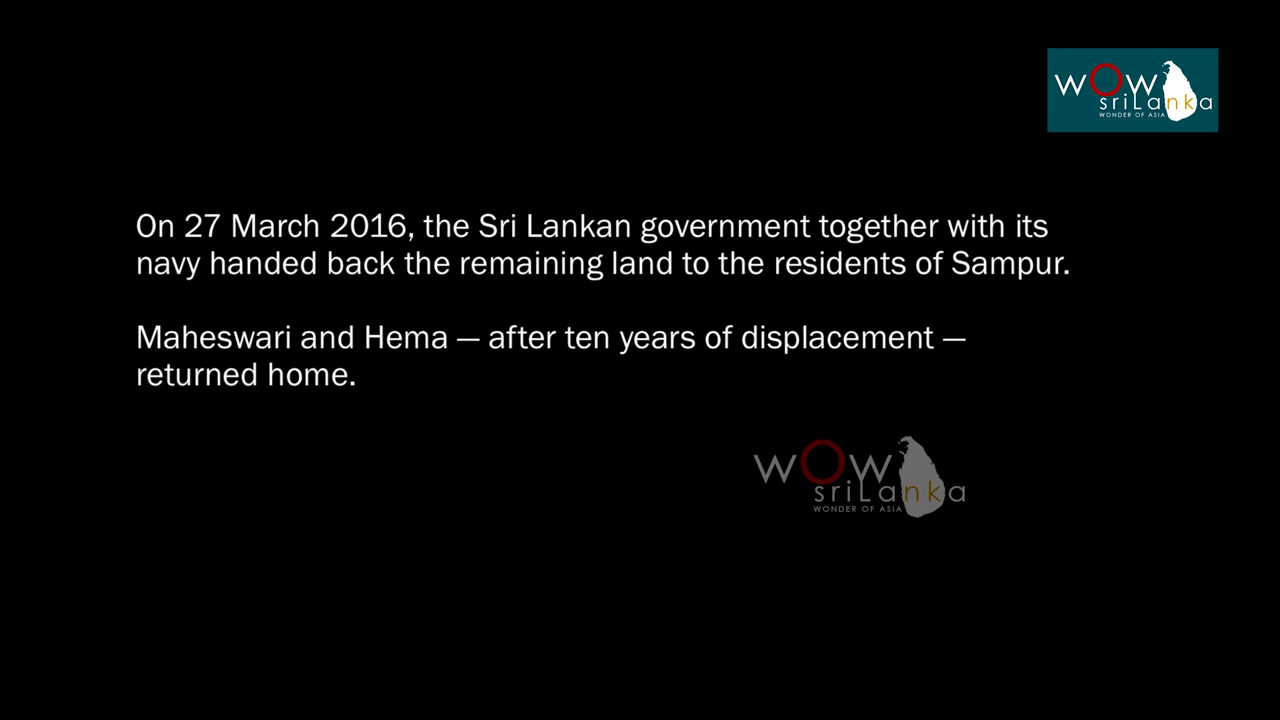 wOw
sriLanka
WONDER OF ASIA
On 27 March 2016, the Sri Lankan government together with its
navy handed back the remaining land to the residents of Sampur.
Maheswari and Hema — after ten years of displacement —
returned home.
wOw
sriLanka
WONDER OF ASIA